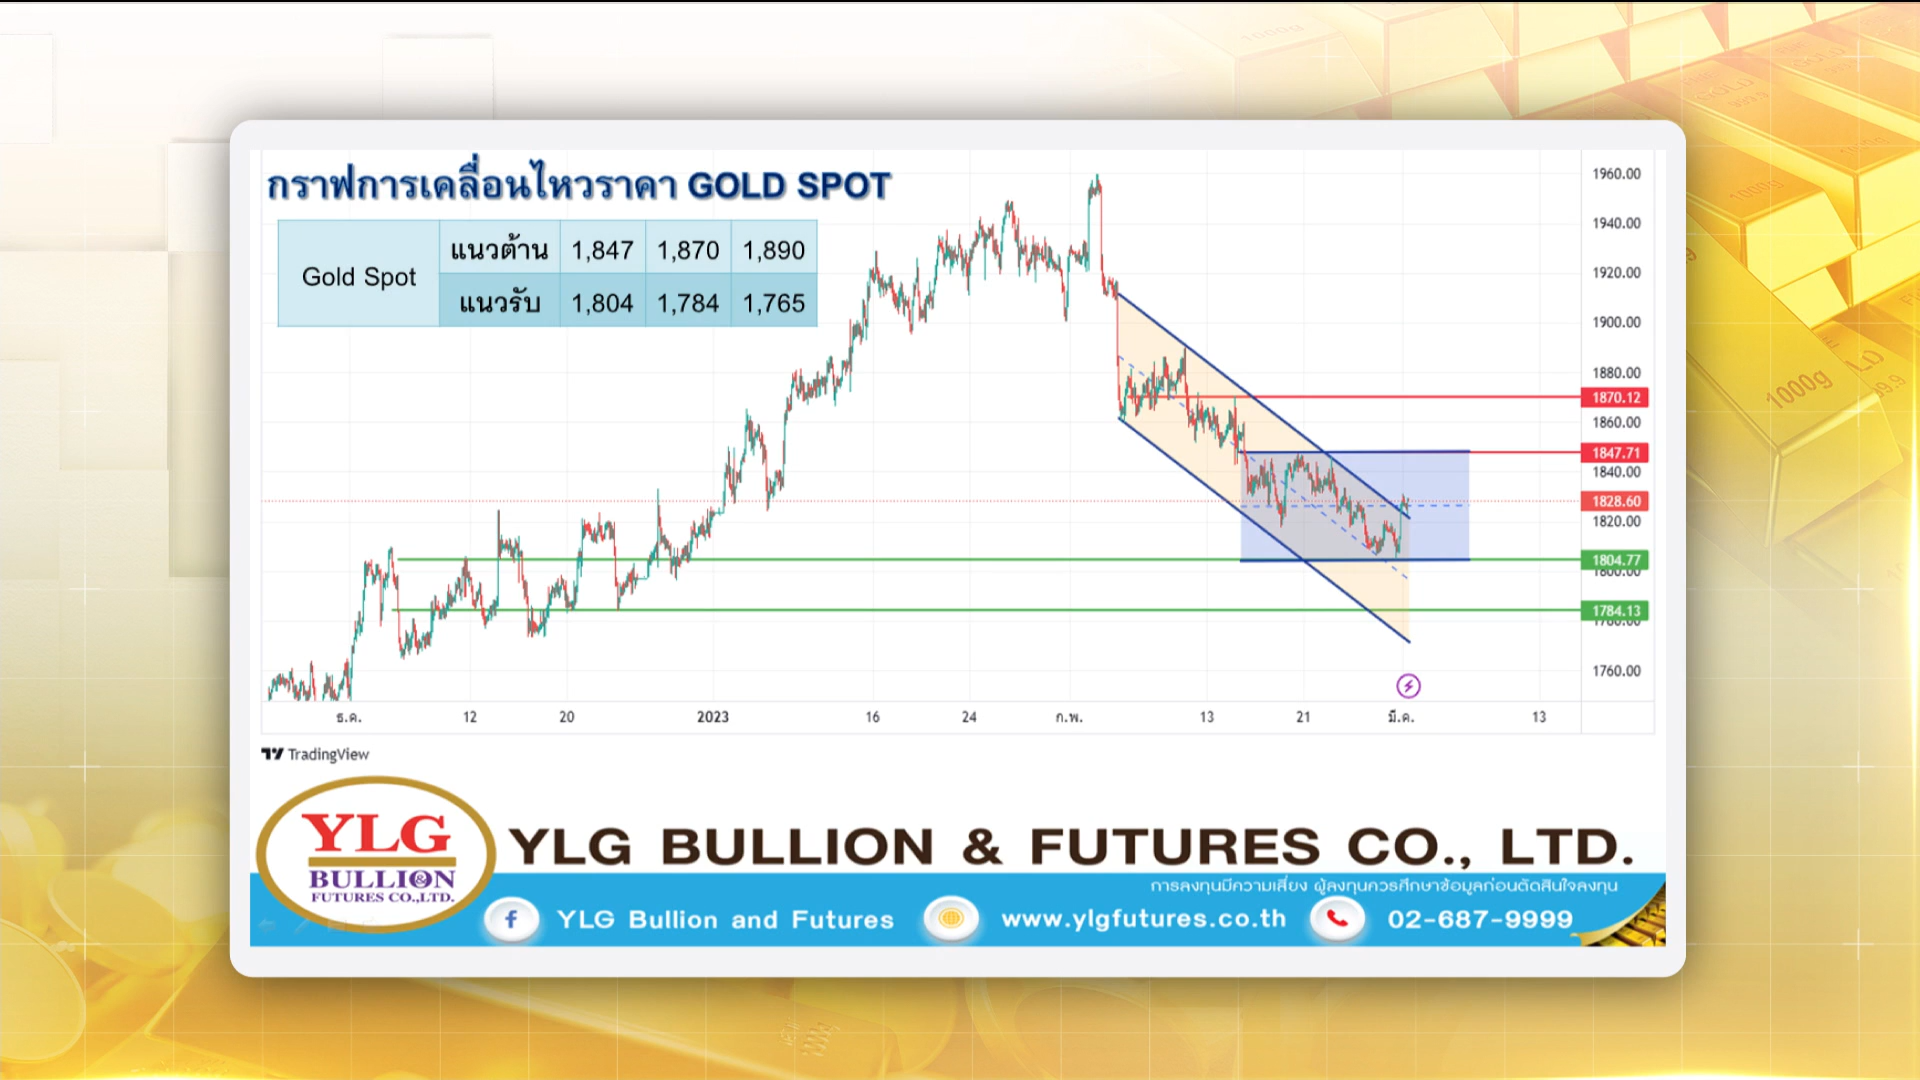 กราฟการเคลื่อนไหวราคา GOLD SPOT
Gold Spot
แนวต้าน 1,847 1,870 1,890
แนวรับ 1,804 1,784 1,765
1960.00
1940.00
1920.00
1900.00
1880.00
1870.12
1860.00
1847.71
1840.00
1828.60
1820.00
1804.77
1800.00
1784.13
1780.00
1760.00
ธ.ค. 12 20 2023 16 24 ก.พ. 13 21 มี.ค. 13
TradingView
YLG
BULLION
&
FUTURES CO.,LTD.
YLG BULLION & FUTURES CO., LTD.
การลงทุนมีความเสี่ยง ผู้ลงทุนควรศึกษาข้อมูลก่อนตัดสินใจลงทุน
YLG Bullion and Futures www.ylgfutures.co.th 02-687-9999
1000g
1000g